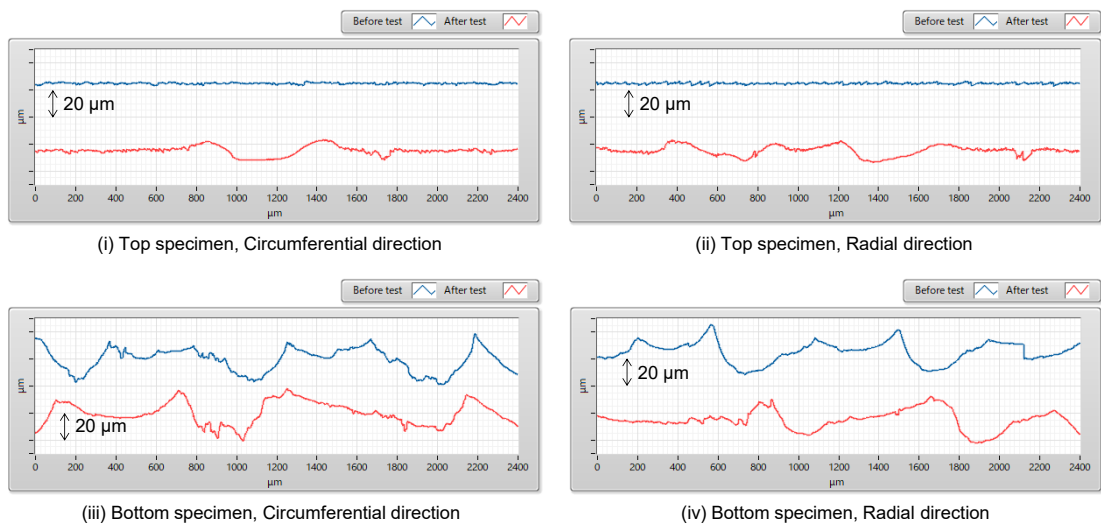 Before test After test
Before test After test
20 µm
20 µm
µm
µm
0 200 400 600 800 1000 1200 1400 1600 1800 2000 2200 2400
0 200 400 600 800 1000 1200 1400 1600 1800 2000 2200 2400
µm
µm
(i) Top specimen, Circumferential direction
(ii) Top specimen, Radial direction
Before test After test
Before test After test
20 µm
20 µm
µm
µm
0 200 400 600 800 1000 1200 1400 1600 1800 2000 2200 2400
0 200 400 600 800 1000 1200 1400 1600 1800 2000 2200 2400
µm
µm
(iii) Bottom specimen, Circumferential direction
(iv) Bottom specimen, Radial direction